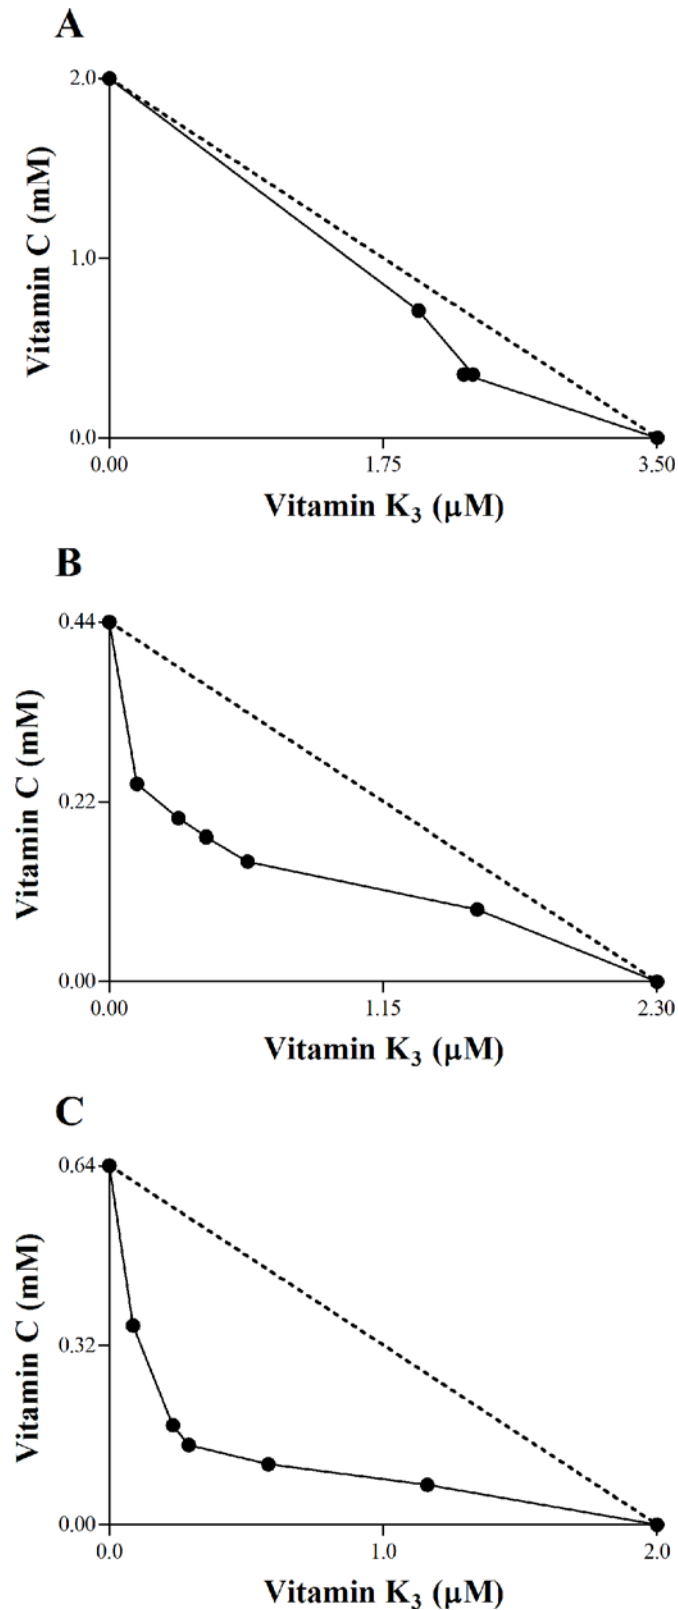 A
2.0
1.0
0.0
Vitamin C (mM)
0.00 1.75 3.50
Vitamin K₃ (μM)
B
0.44
0.22
0.00
Vitamin C (mM)
0.00 1.15 2.30
Vitamin K₃ (μM)
C
0.64
0.32
0.00
Vitamin C (mM)
0.0 1.0 2.0
Vitamin K₃ (μM)